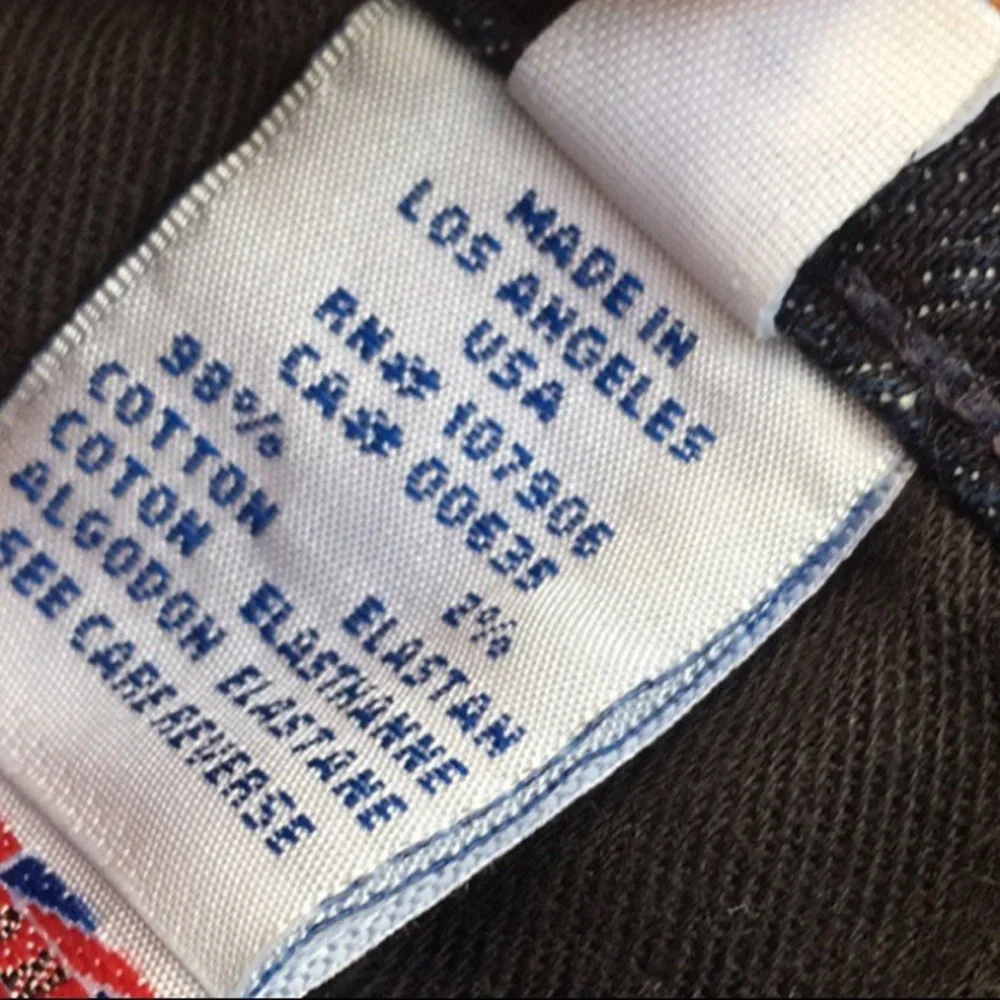 MADE IN
LOS ANGELES
USA
RN# 107906
CA# 00635
98% 2%
COTTON ELASTAN
COTON ELASTHANNE
ALGODON ELASTANE
SEE CARE REVERSE